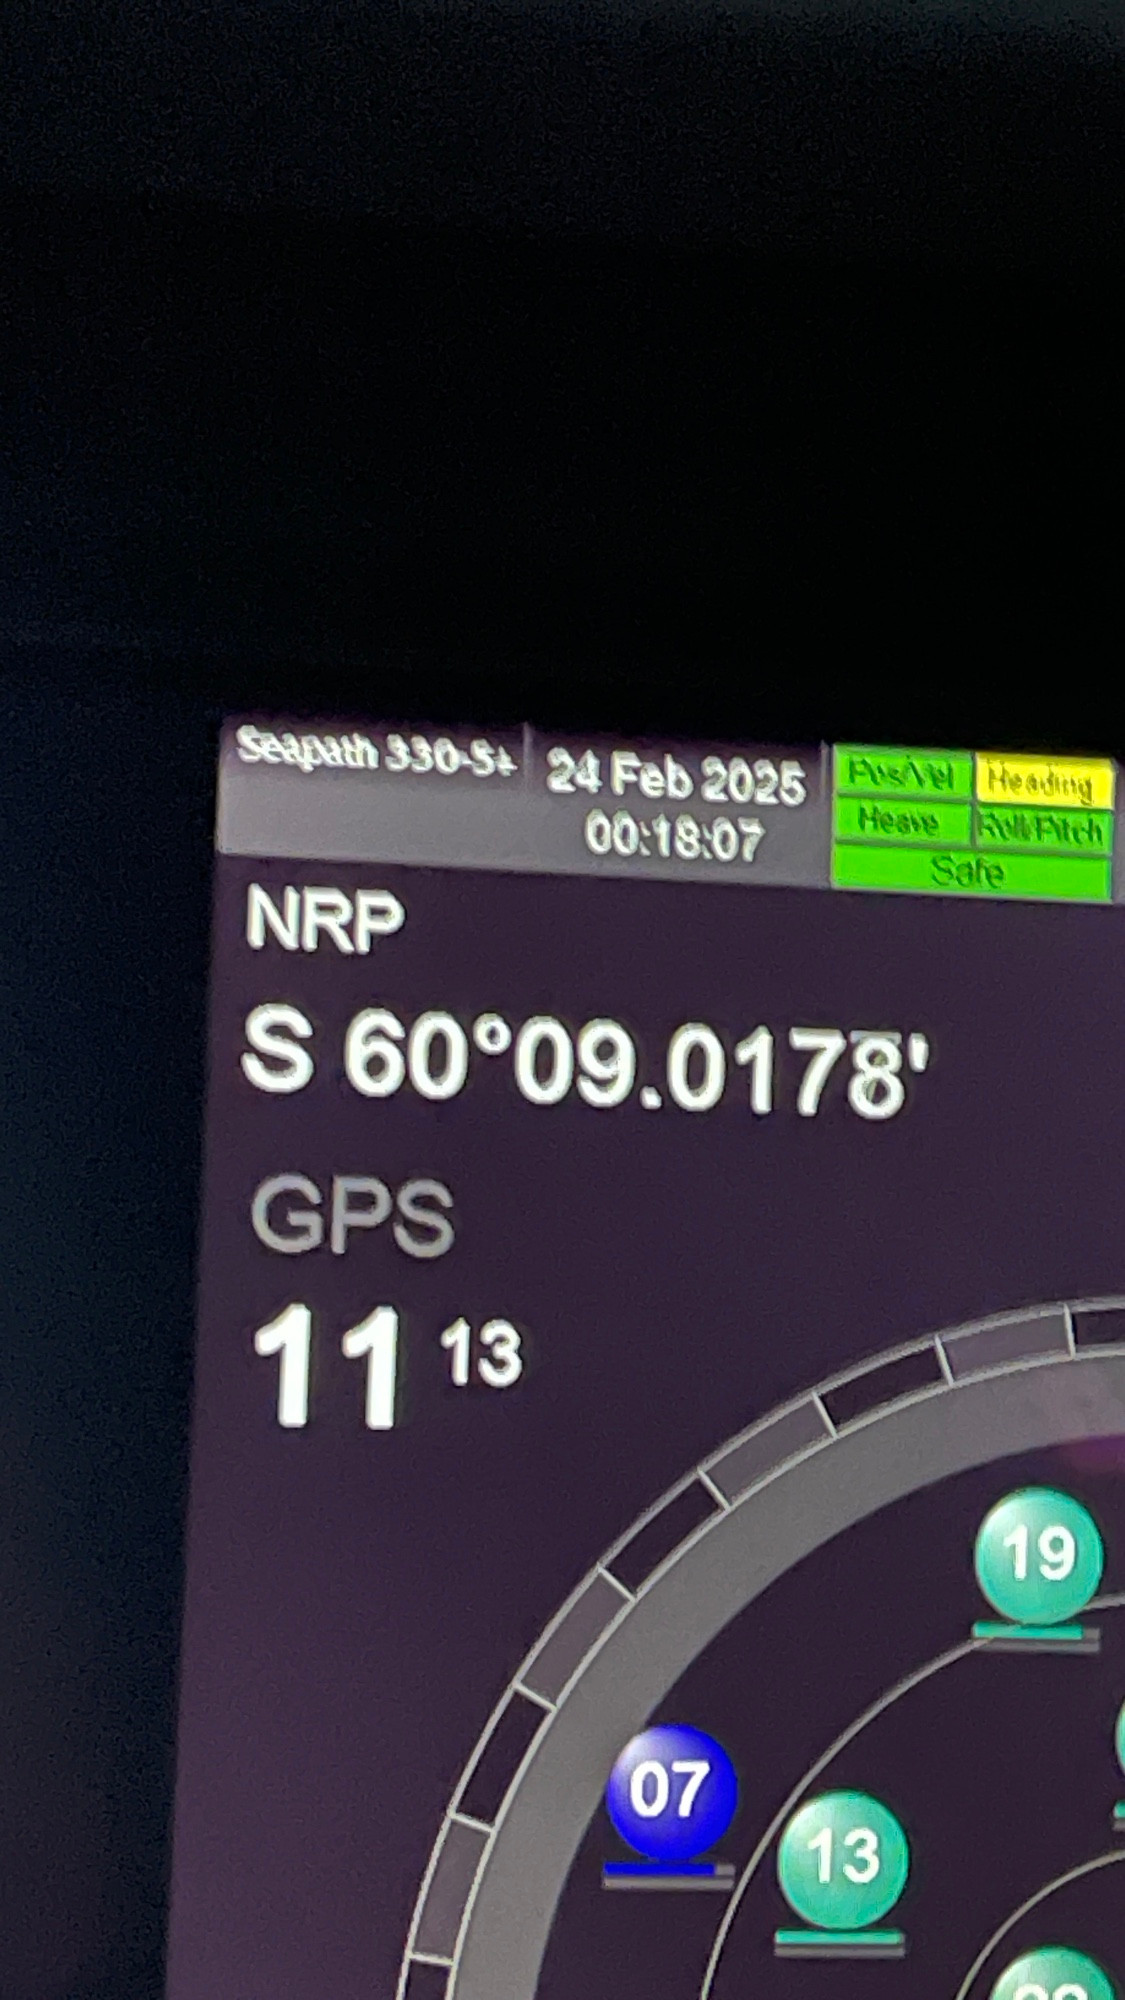 Seapath 330-5+
24 Feb 2025
00:18:07
Pos/Vel
Heading
Heave
Roll/Pitch
Safe
NRP
S 60°09.0178'
GPS
11 13
19
07
13